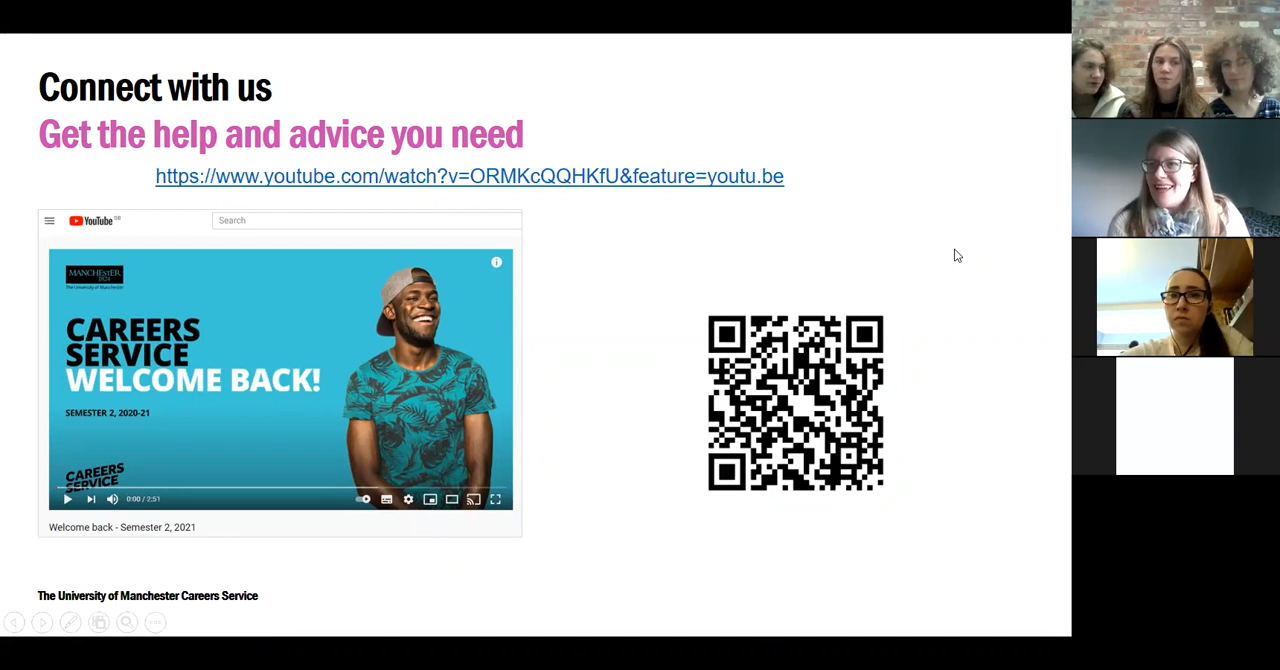 Connect with us
Get the help and advice you need
https://www.youtube.com/watch?v=ORMKcQQHKfU&feature=youtu.be
YouTube GB
Search
MANCHESTER
1824
The University of Manchester
CAREERS
SERVICE
WELCOME BACK!
SEMESTER 2, 2020-21
CAREERS
SERVICE
0:00 / 2:51
Welcome back - Semester 2, 2021
The University of Manchester Careers Service